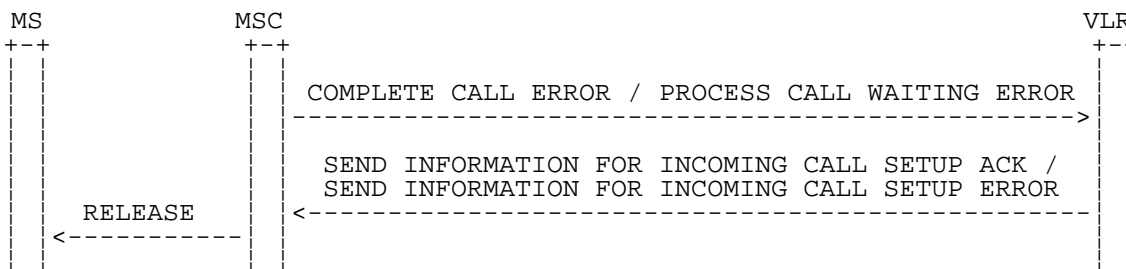 MS MSC VLR
COMPLETE CALL ERROR / PROCESS CALL WAITING ERROR
SEND INFORMATION FOR INCOMING CALL SETUP ACK /
SEND INFORMATION FOR INCOMING CALL SETUP ERROR
RELEASE